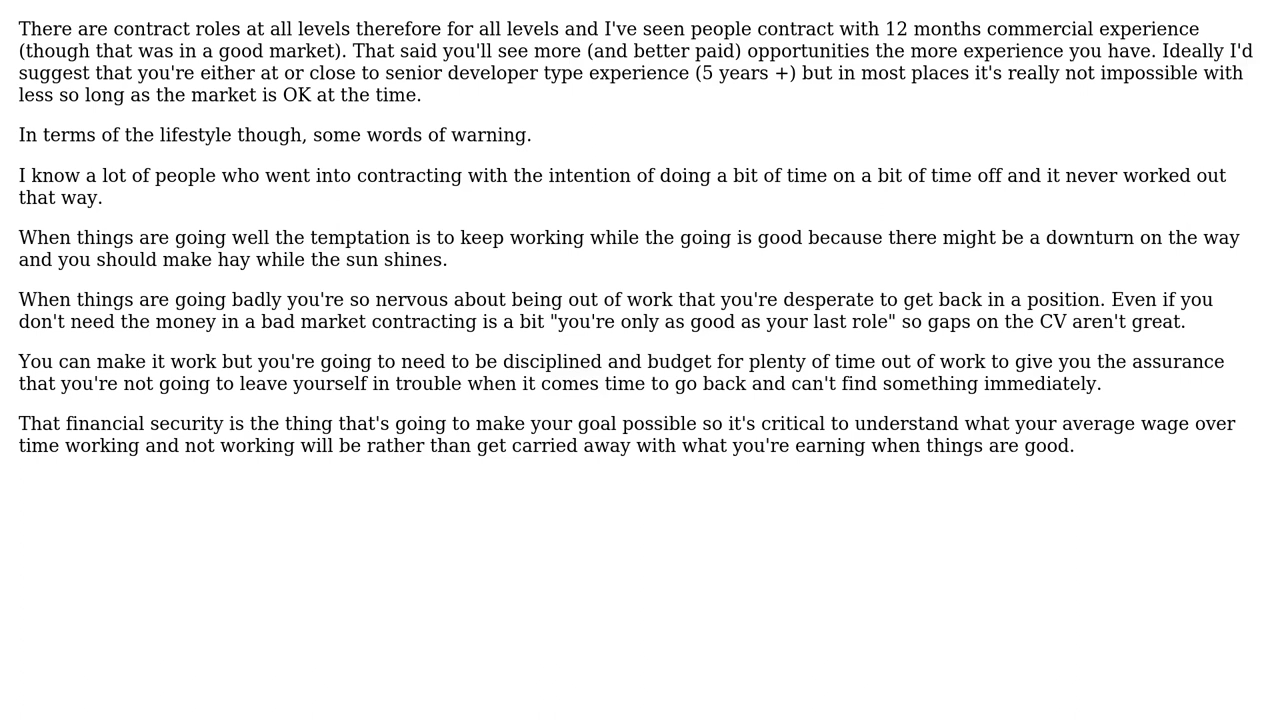 There are contract roles at all levels therefore for all levels and I've seen people contract with 12 months commercial experience
(though that was in a good market). That said you'll see more (and better paid) opportunities the more experience you have. Ideally I'd
suggest that you're either at or close to senior developer type experience (5 years +) but in most places it's really not impossible with
less so long as the market is OK at the time.
In terms of the lifestyle though, some words of warning.
I know a lot of people who went into contracting with the intention of doing a bit of time on a bit of time off and it never worked out
that way.
When things are going well the temptation is to keep working while the going is good because there might be a downturn on the way
and you should make hay while the sun shines.
When things are going badly you're so nervous about being out of work that you're desperate to get back in a position. Even if you
don't need the money in a bad market contracting is a bit "you're only as good as your last role" so gaps on the CV aren't great.
You can make it work but you're going to need to be disciplined and budget for plenty of time out of work to give you the assurance
that you're not going to leave yourself in trouble when it comes time to go back and can't find something immediately.
That financial security is the thing that's going to make your goal possible so it's critical to understand what your average wage over
time working and not working will be rather than get carried away with what you're earning when things are good.